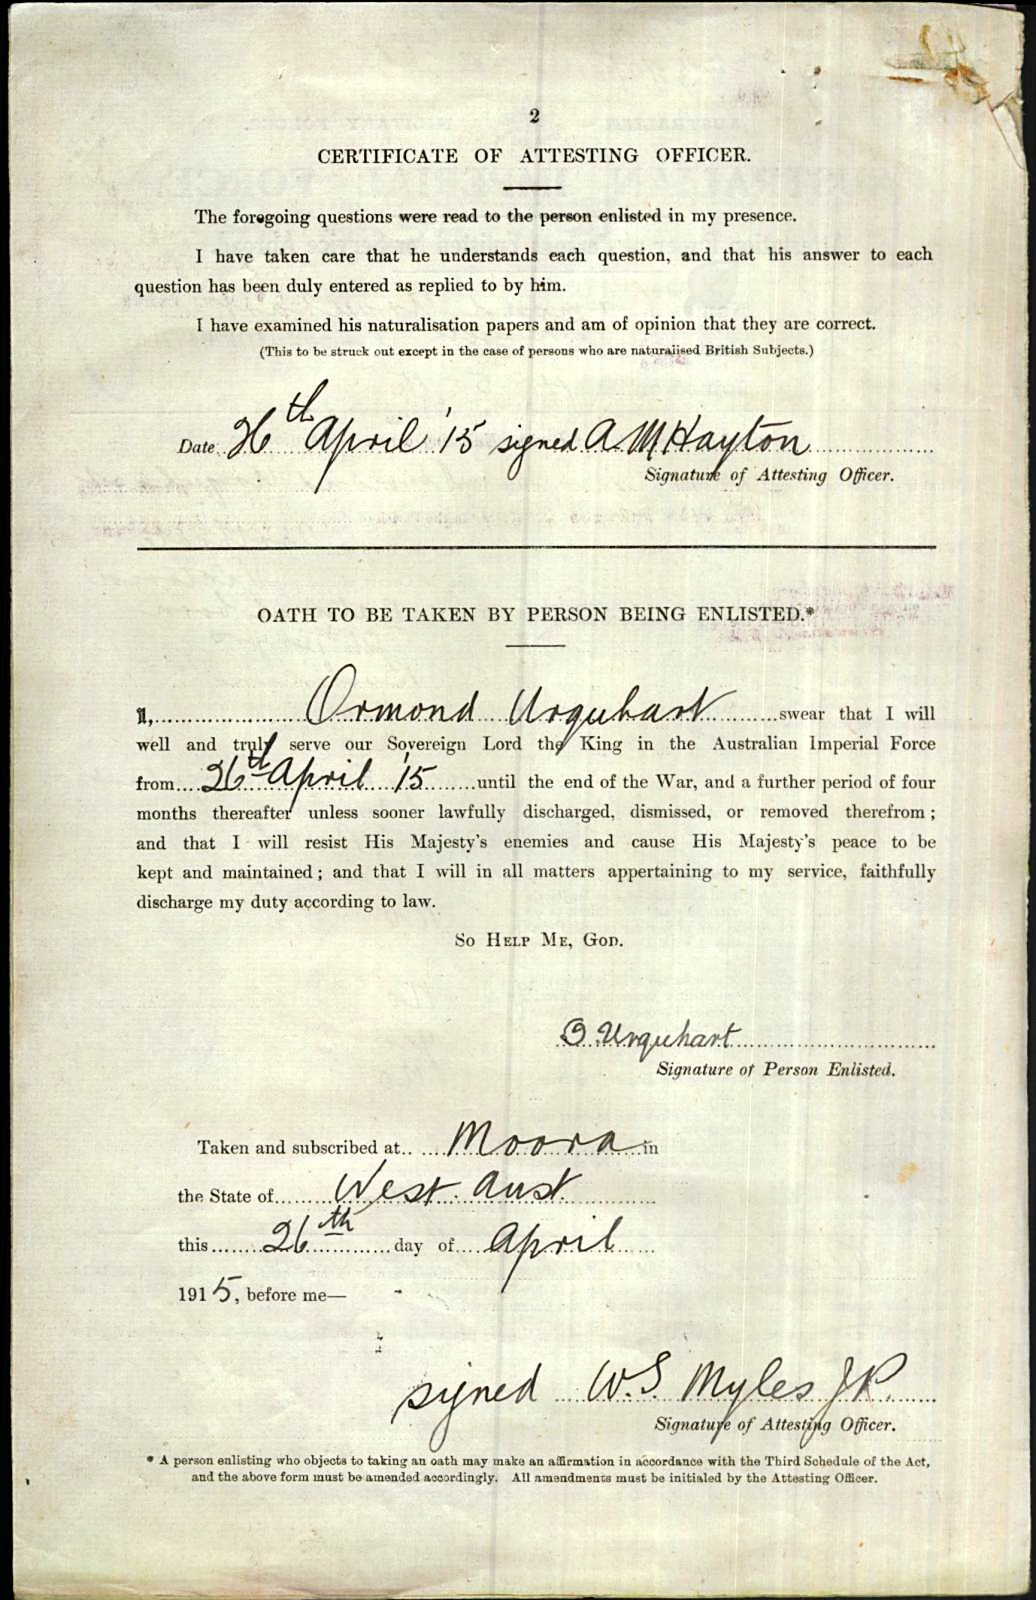 2
CERTIFICATE OF ATTESTING OFFICER.
The foregoing questions were read to the person enlisted in my presence.
I have taken care that he understands each question, and that his answer to each
question has been duly entered as replied to by him.
I have examined his naturalisation papers and am of opinion that they are correct.
(This to be struck out except in the case of persons who are naturalised British Subjects.)
Date 26th April '15 signed A M Hayton
Signature of Attesting Officer.
OATH TO BE TAKEN BY PERSON BEING ENLISTED.*
I, Ormond Urquhart swear that I will
well and truly serve our Sovereign Lord the King in the Australian Imperial Force
from 26th April '15 until the end of the War, and a further period of four
months thereafter unless sooner lawfully discharged, dismissed, or removed therefrom;
and that I will resist His Majesty's enemies and cause His Majesty's peace to be
kept and maintained; and that I will in all matters appertaining to my service, faithfully
discharge my duty according to law.
So Help Me, God.
O Urquhart
Signature of Person Enlisted.
Taken and subscribed at Moora in
the State of West Aust
this 26th day of April
1915, before me—
signed W. S. Myles J.P.
Signature of Attesting Officer.
* A person enlisting who objects to taking an oath may make an affirmation in accordance with the Third Schedule of the Act,
and the above form must be amended accordingly. All amendments must be initialed by the Attesting Officer.